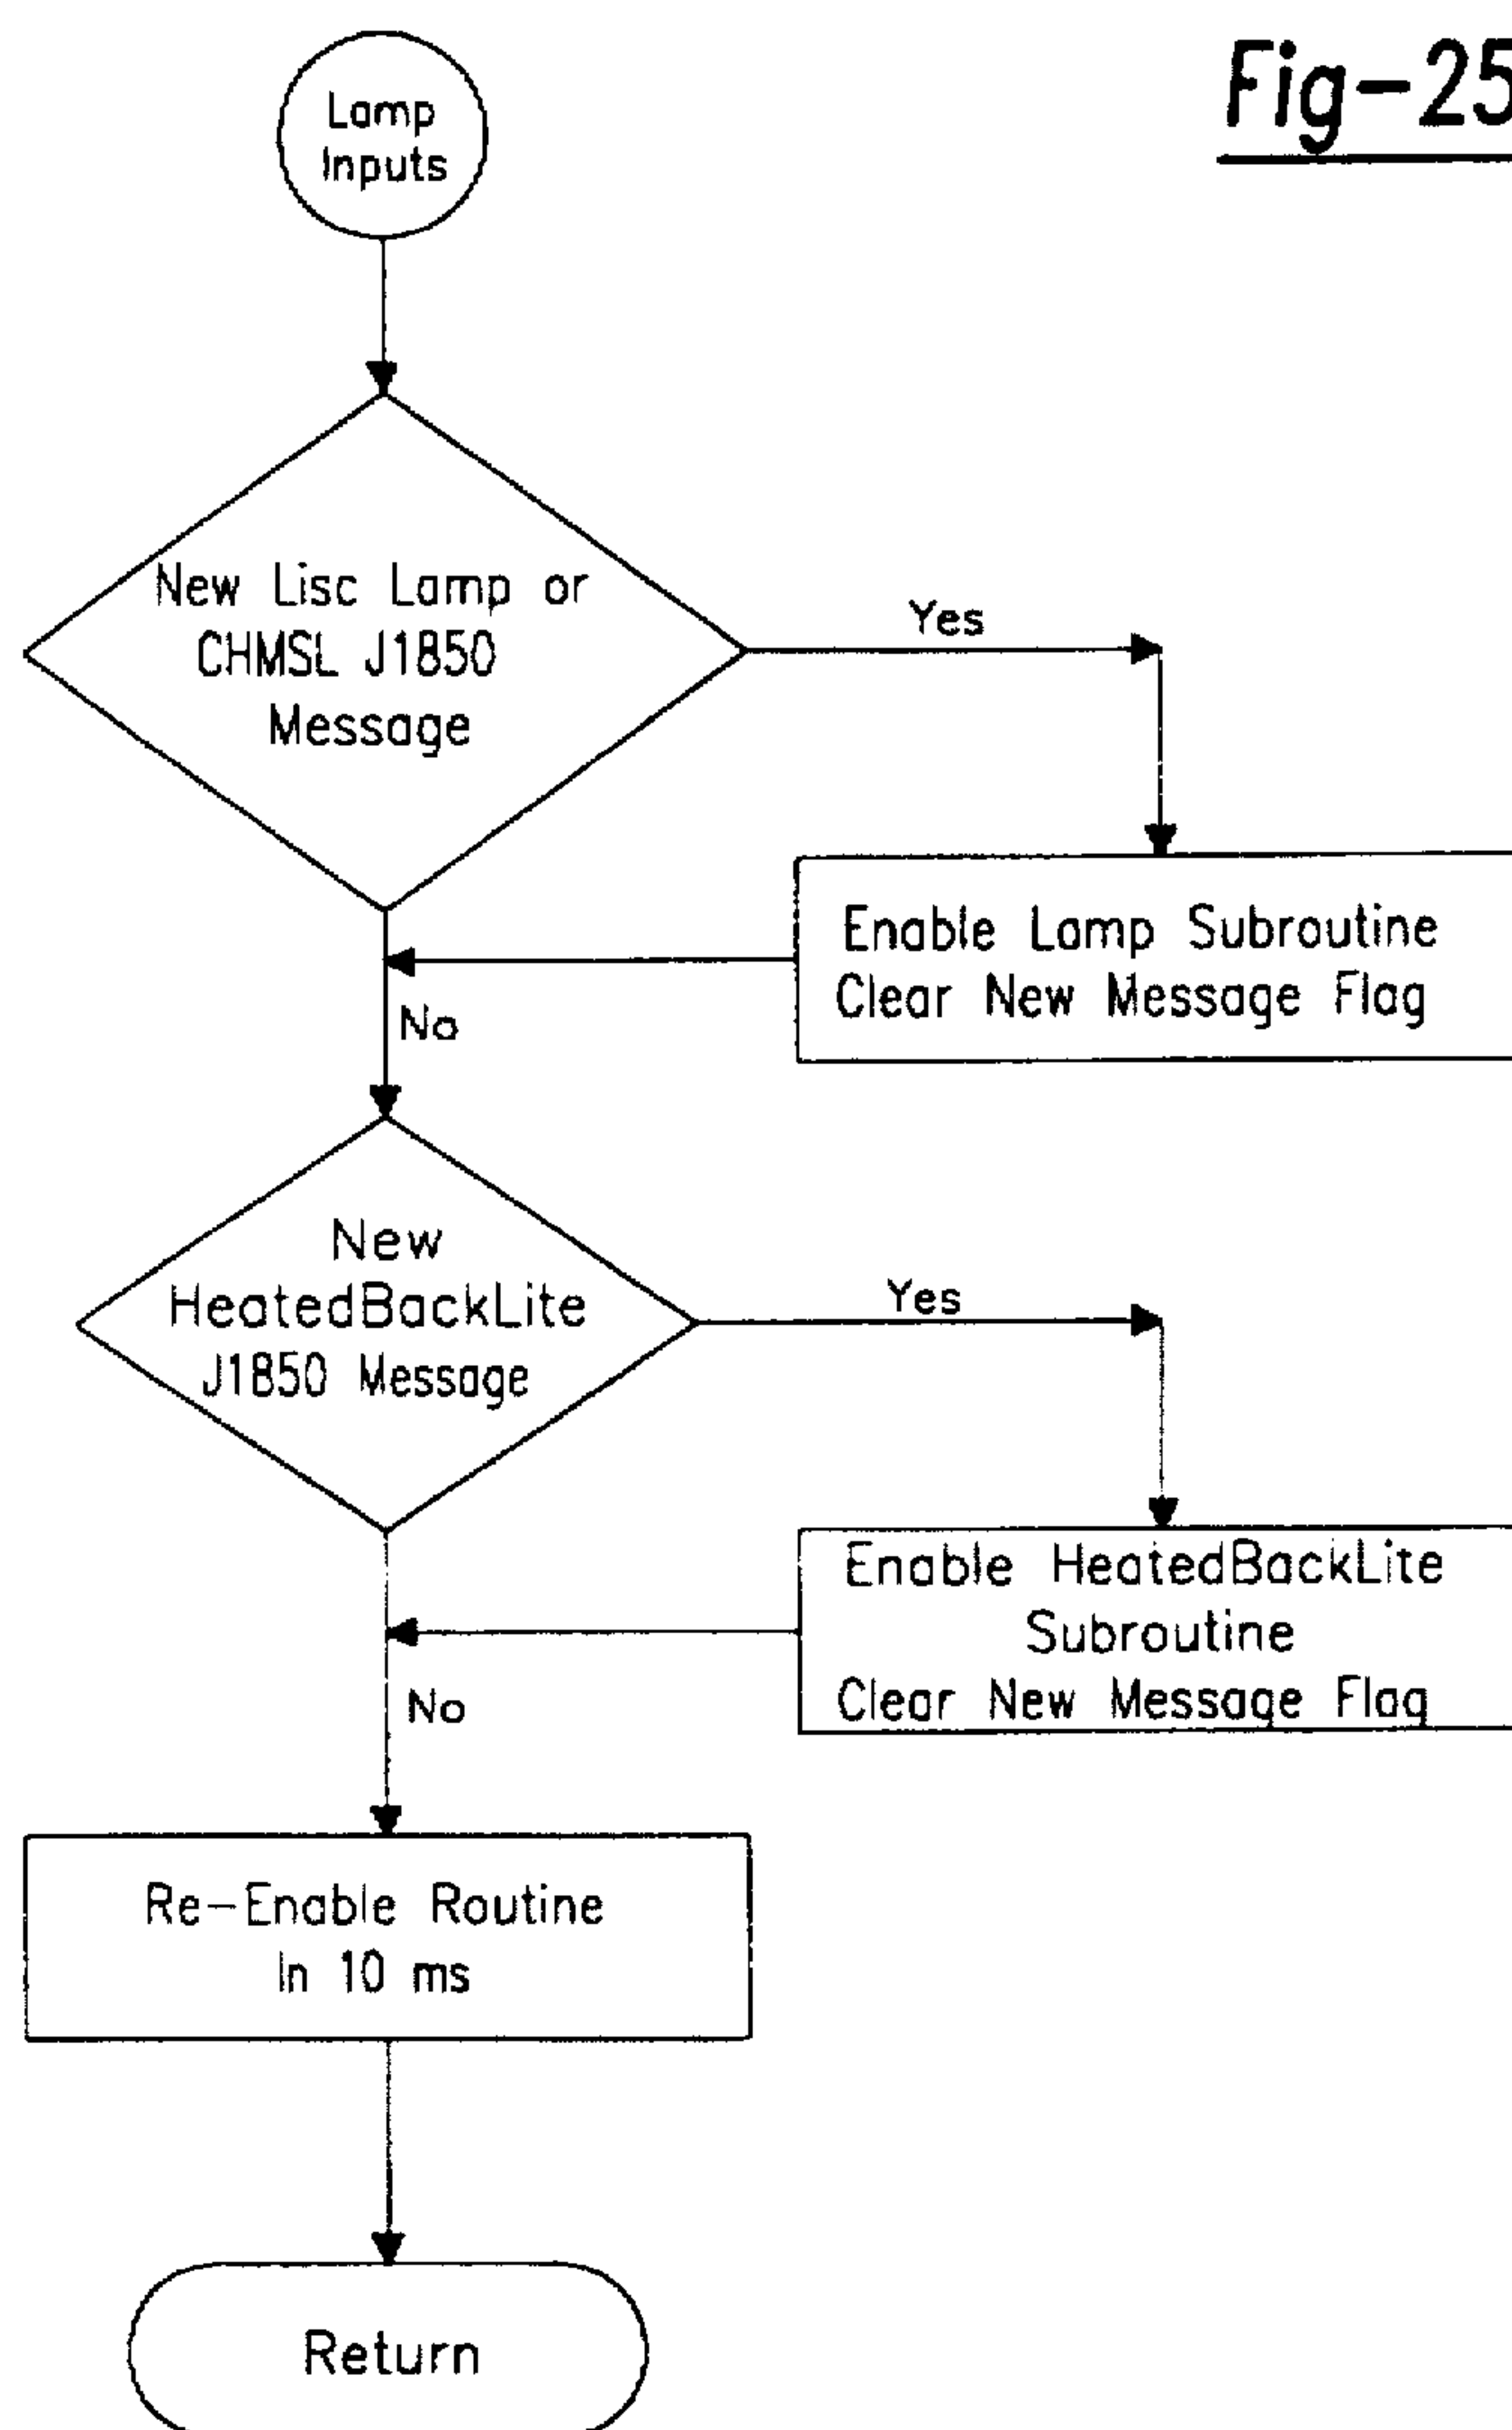 Fig-25
Lamp
Inputs
New Lisc Lamp or
CHMSL J1850
Message
Yes
Enable Lamp Subroutine
Clear New Message Flag
No
New
HeatedBackLite
J1850 Message
Yes
Enable HeatedBackLite
Subroutine
Clear New Message Flag
No
Re-Enable Routine
In 10 ms
Return